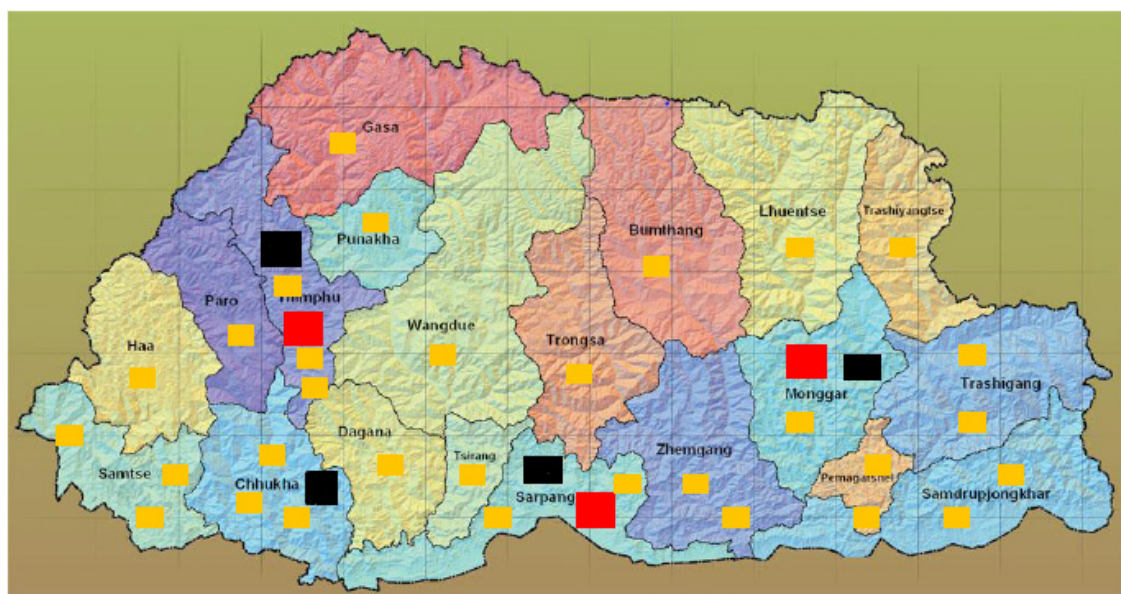 Gasa
Punakha
Bumthang
Lhuentse
Trashiyangtse
Thimphu
Paro
Haa
Wangdue
Trongsa
Monggar
Trashigang
Dagana
Tsirang
Zhemgang
Samtse
Chhukha
Sarpang
Pemagatsnel
Samdrupjongkhar